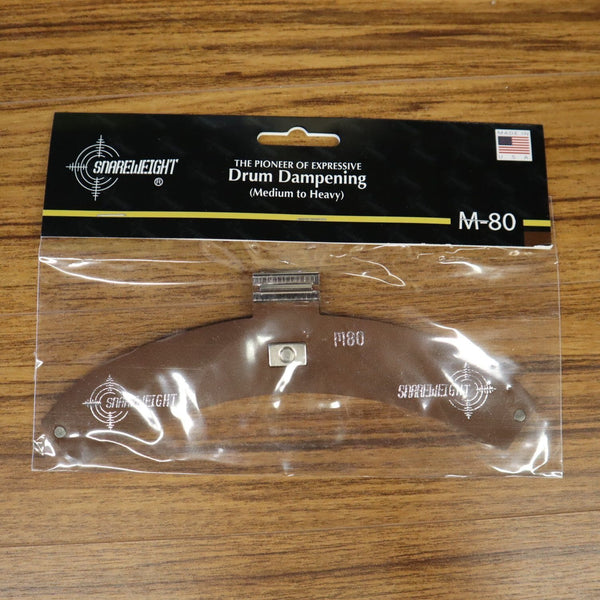 SNAREWEIGHT
®
THE PIONEER OF EXPRESSIVE
Drum Dampening
(Medium to Heavy)
MADE IN
U.S.A
M-80
M80
SNAREWEIGHT
SNAREWEIGHT